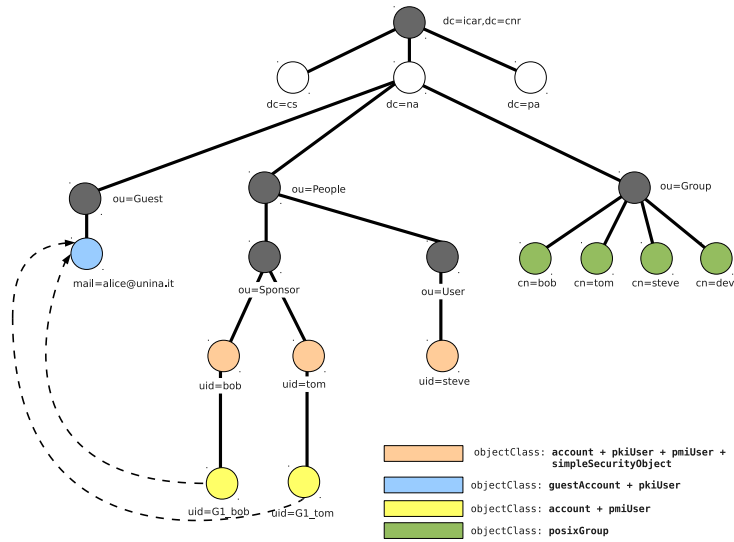 dc=icar,dc=cnr
dc=cs
dc=na
dc=pa
ou=Guest
ou=People
ou=Group
mail=alice@unina.it
ou=Sponsor
ou=User
cn=bob
cn=tom
cn=steve
cn=dev
uid=bob
uid=tom
uid=steve
uid=G1_bob
uid=G1_tom
objectClass: account + pkiUser + pmiUser +
simpleSecurityObject
objectClass: guestAccount + pkiUser
objectClass: account + pmiUser
objectClass: posixGroup